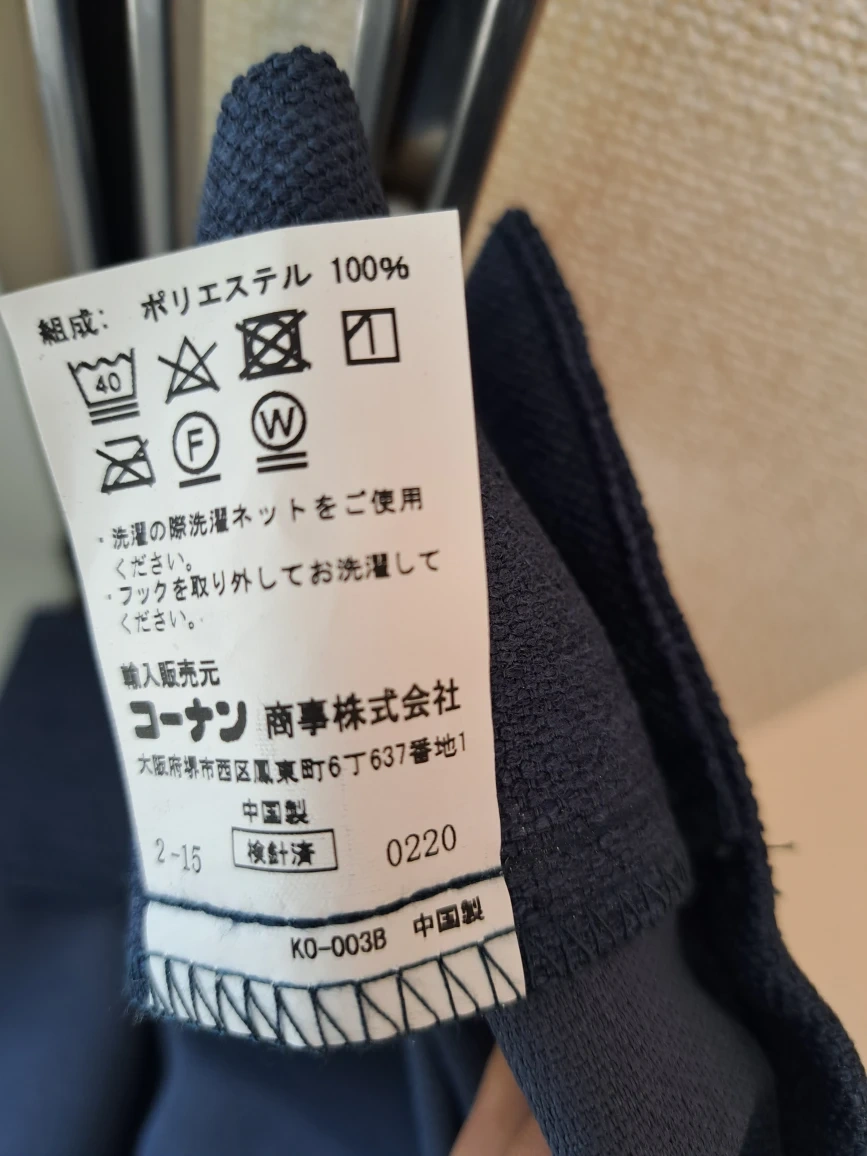 組成: ポリエステル 100%
40
F W
・洗濯の際洗濯ネットをご使用
ください。
・フックを取り外してお洗濯して
ください。
輸入販売元
コーナン 商事株式会社
大阪府堺市西区鳳東町6丁637番地1
中国製
2-15 検針済 0220
KO-003B 中国製